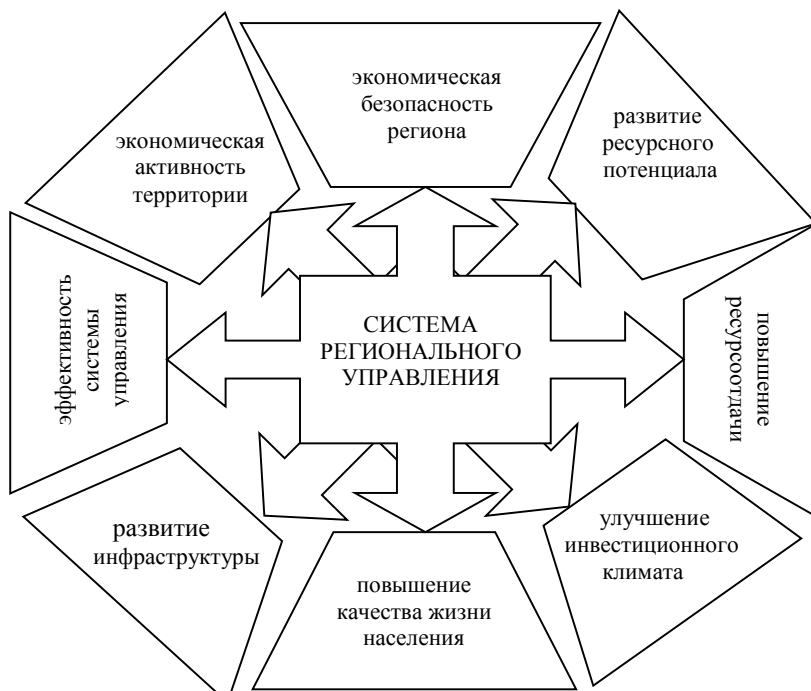 экономическая
безопасность
региона
развитие
ресурсного
потенциала
повышение
ресурсоотдачи
улучшение
инвестиционного
климата
повышение
качества жизни
населения
развитие
инфраструктуры
эффективность
системы
управления
экономическая
активность
территории
СИСТЕМА
РЕГИОНАЛЬНОГО
УПРАВЛЕНИЯ